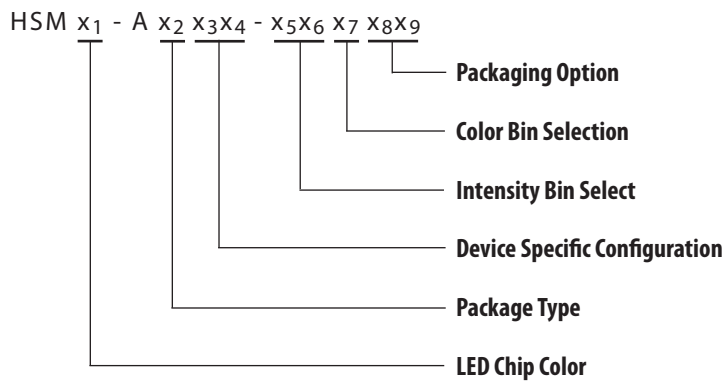 HSM x1 - A x2 x3x4 - x5x6 x7 x8x9
Packaging Option
Color Bin Selection
Intensity Bin Select
Device Specific Configuration
Package Type
LED Chip Color